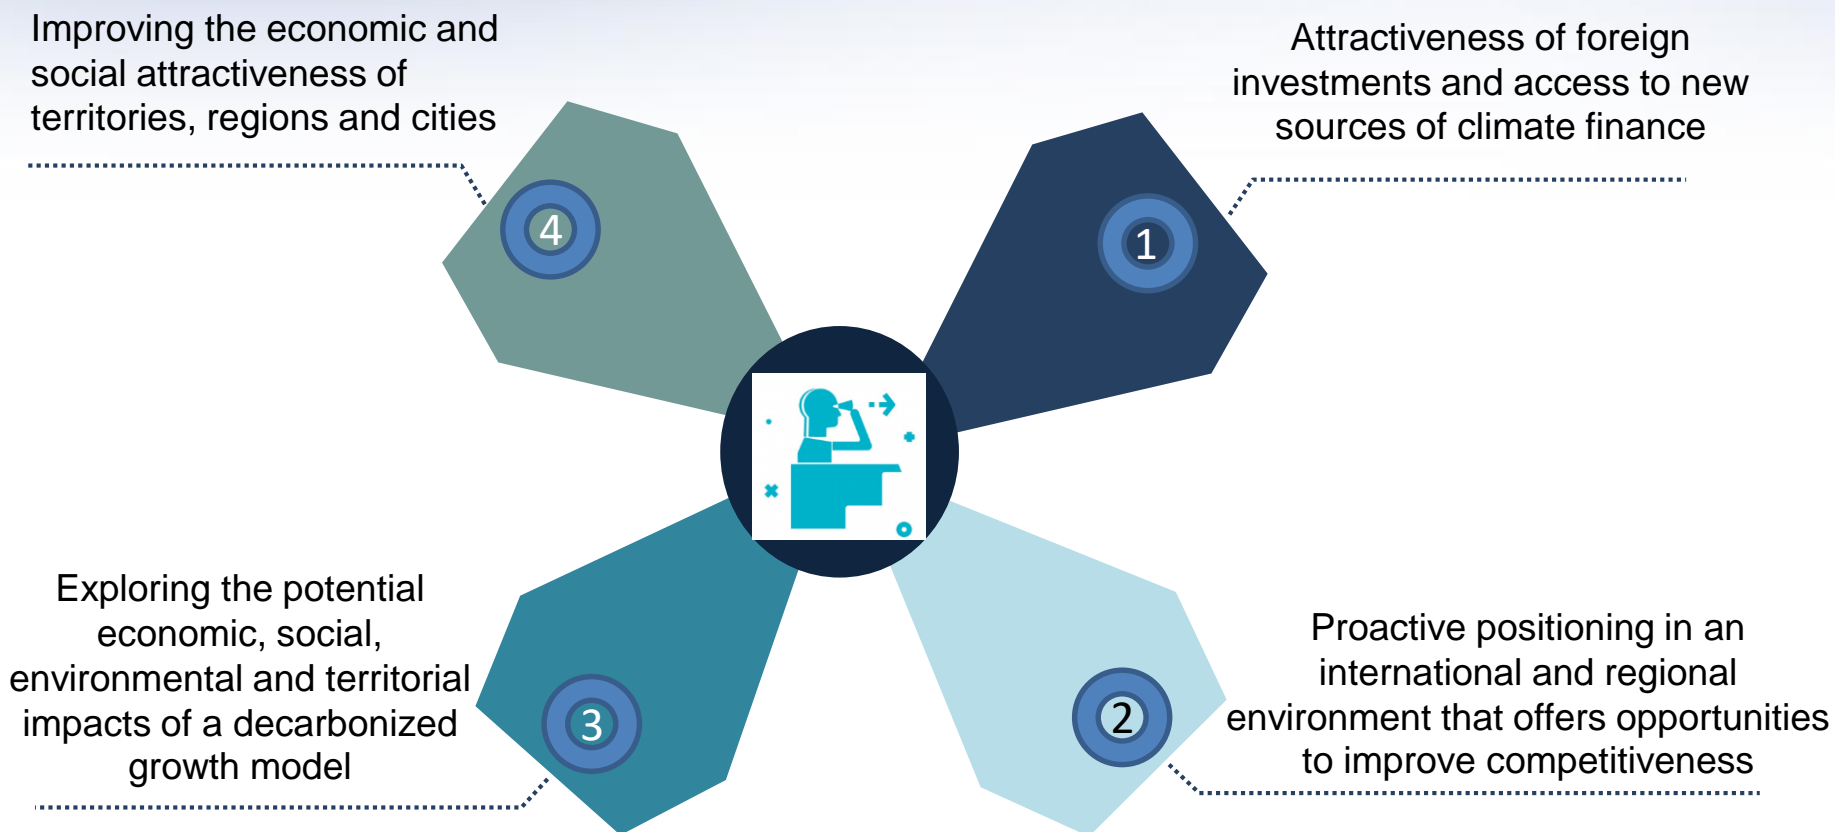 Improving the economic and
social attractiveness of
territories, regions and cities
4
Attractiveness of foreign
investments and access to new
sources of climate finance
1
Exploring the potential
economic, social,
environmental and territorial
impacts of a decarbonized
growth model
3
Proactive positioning in an
international and regional
environment that offers opportunities
to improve competitiveness
2